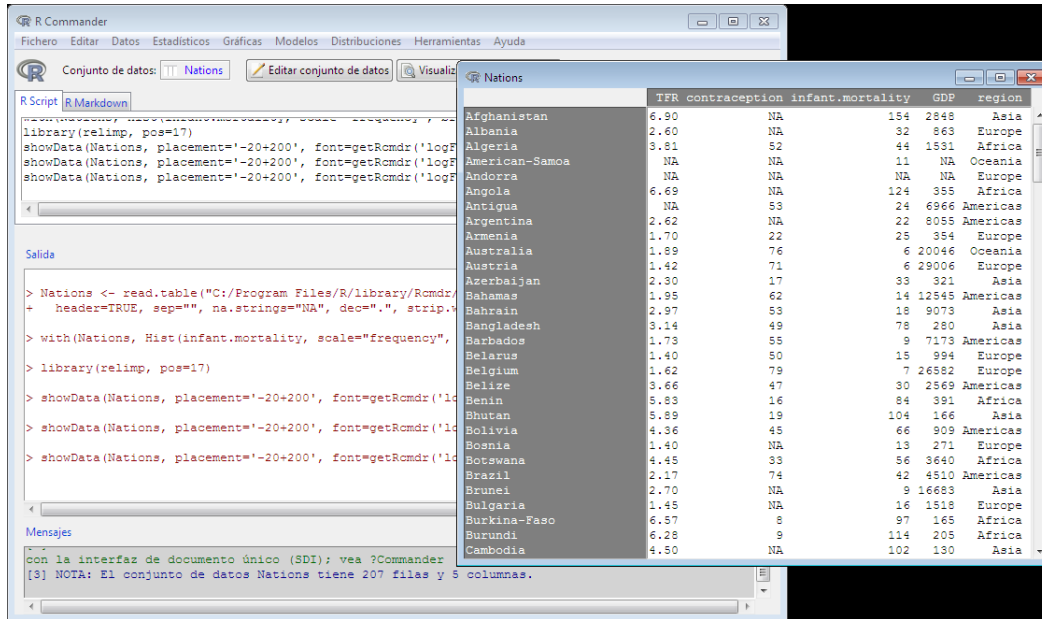 R Commander
Fichero Editar Datos Estadísticos Gráficas Modelos Distribuciones Herramientas Ayuda
Conjunto de datos: Nations Editar conjunto de datos
R Script R Markdown
library(relimp, pos=17)
showData(Nations, placement='-20+200', font=getRcmdr('logF
showData(Nations, placement='-20+200', font=getRcmdr('logF
showData(Nations, placement='-20+200', font=getRcmdr('logF
Salida
> Nations <- read.table("C:/Program Files/R/library/Rcmdr/
+ header=TRUE, sep="", na.strings="NA", dec=".",
> with(Nations, Hist(infant.mortality, scale="frequency",
> library(relimp, pos=17)
> showData(Nations, placement='-20+200', font=getRcmdr('lo
> showData(Nations, placement='-20+200', font=getRcmdr('lo
> showData(Nations, placement='-20+200', font=getRcmdr('lo
Mensajes
con la interfaz de documento único (SDI); vea ?Commander
[3] NOTA: El conjunto de datos Nations tiene 207 filas y 5 columnas.
Nations
TFR contraception infant.mortality GDP region
Afghanistan 6.90 NA 154 2848 Asia
Albania 2.60 NA 32 863 Europe
Algeria 3.81 52 44 1531 Africa
American-Samoa NA NA 11 NA Oceania
Andorra NA NA NA NA Europe
Angola 6.69 NA 124 355 Africa
Antigua NA 53 24 6966 Americas
Argentina 2.62 NA 22 8055 Americas
Armenia 1.70 22 25 354 Europe
Australia 1.89 76 6 20046 Oceania
Austria 1.42 71 6 29006 Europe
Azerbaijan 2.30 17 33 321 Asia
Bahamas 1.95 62 14 12545 Americas
Bahrain 2.97 53 18 9073 Asia
Bangladesh 3.14 49 78 280 Asia
Barbados 1.73 55 9 7173 Americas
Belarus 1.40 50 15 994 Europe
Belgium 1.62 79 7 26582 Europe
Belize 3.66 47 30 2569 Americas
Benin 5.83 16 84 391 Africa
Bhutan 5.89 19 104 166 Asia
Bolivia 4.36 45 66 909 Americas
Bosnia 1.40 NA 13 271 Europe
Botswana 4.45 33 56 3640 Africa
Brazil 2.17 74 42 4510 Americas
Brunei 2.70 NA 9 16683 Asia
Bulgaria 1.45 NA 16 1518 Europe
Burkina-Faso 6.57 8 97 165 Africa
Burundi 6.28 9 114 205 Africa
Cambodia 4.50 NA 102 130 Asia